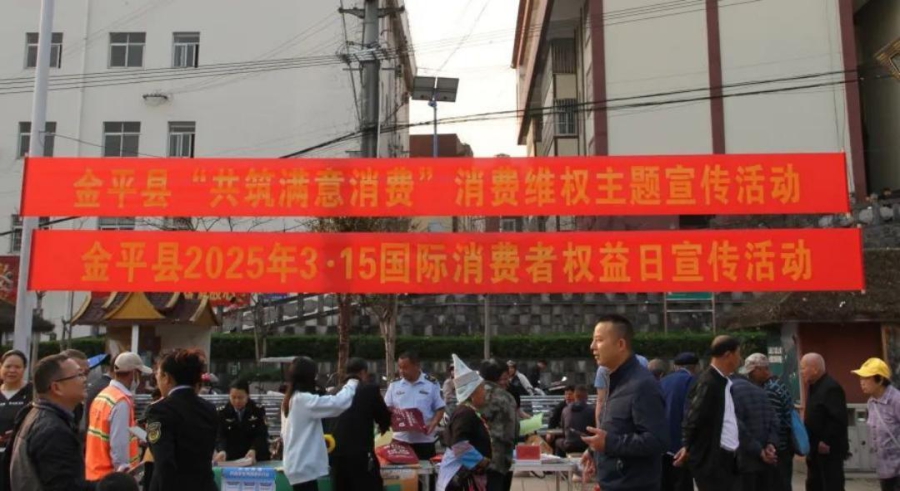 金平县“共筑满意消费”消费维权主题宣传活动
金平县2025年3·15国际消费者权益日宣传活动